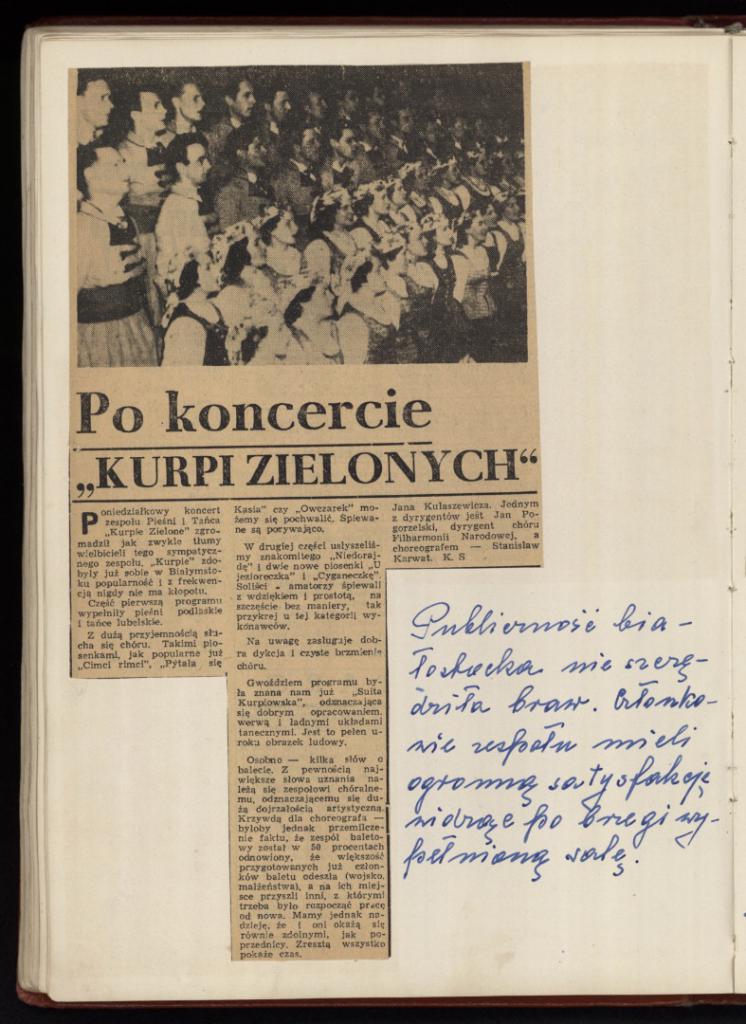 Po koncercie
„KURPI ZIELONYCH“
Poniedziałkowy koncert
zespołu Pieśni i Tańca
„Kurpie Zielone” zgro-
madził jak zwykle tłumy
wielbicieli tego sympatycz-
nego zespołu. „Kurpie” zdo-
były już sobie w Białymsto-
ku popularność i z frekwen-
cją nigdy nie ma kłopotu.
Część pierwszą programu
wypełniły pieśni podlaskie
i tańce lubelskie.
Z dużą przyjemnością słu-
cha się chóru. Takimi pio-
senkami, jak popularne już
„Cimci rimci”, „Pytala się
Kasia” czy „Owczarek” mo-
żemy się pochwalić. Śpiewa-
ne są porywająco.
W drugiej części usłyszeliś-
my znakomitego „Niedoraj-
dę” i dwie nowe piosenki „U
jezioreczka” i „Cyganeczkę”.
Soliści - amatorzy śpiewali
z wdziękiem i prostotą, na
szczęście bez maniery, tak
przykrej u tej kategorii wy-
konawców.
Na uwagę zasługuje dob-
ra dykcja i czyste brzmienie
chóru.
Gwoździem programu by-
ła znana nam już „Suita
Kurpiowska”, odznaczająca
się dobrym opracowaniem,
werwą i ładnymi układami
tanecznymi. Jest to pełen u-
roku obrazek ludowy.
Osobno — kilka słów o
balecie. Z pewnością naj-
większe słowa uznania na-
leżą się zespołowi chóralne-
mu, odznaczającemu się du-
żą dojrzałością artystyczną.
Krzywdą dla choreografa —
byłoby jednak przemilcze-
nie faktu, że zespół baleto-
wy został w 50 procentach
odnowiony, że większość
przygotowanych już człon-
ków baletu odeszła (wojsko,
małżeństwa), a na ich miej-
sce przyszli inni, z którymi
trzeba było rozpocząć pracę
od nowa. Mamy jednak na-
dzieję, że i oni okażą się
równie zdolnymi, jak po-
przednicy. Zresztą wszystko
pokaże czas.
Jana Kułaszewicza. Jednym
z dyrygentów jest Jan Po-
gorzelski, dyrygent chóru
Filharmonii Narodowej, a
choreografem — Stanisław
Karwat. K. S
Publiczność bia-
łostocka nie szczę-
dziła braw. Członko-
wie zespołu mieli
ogromną satysfakcję
widząc po brzegi wy-
pełnioną salę.